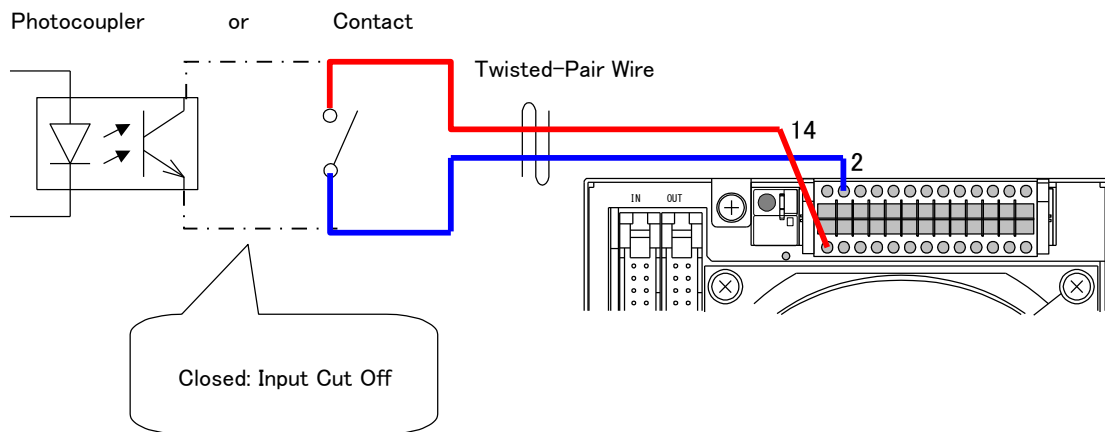 Photocoupler or Contact
Twisted-Pair Wire
14
2
IN OUT
Closed: Input Cut Off